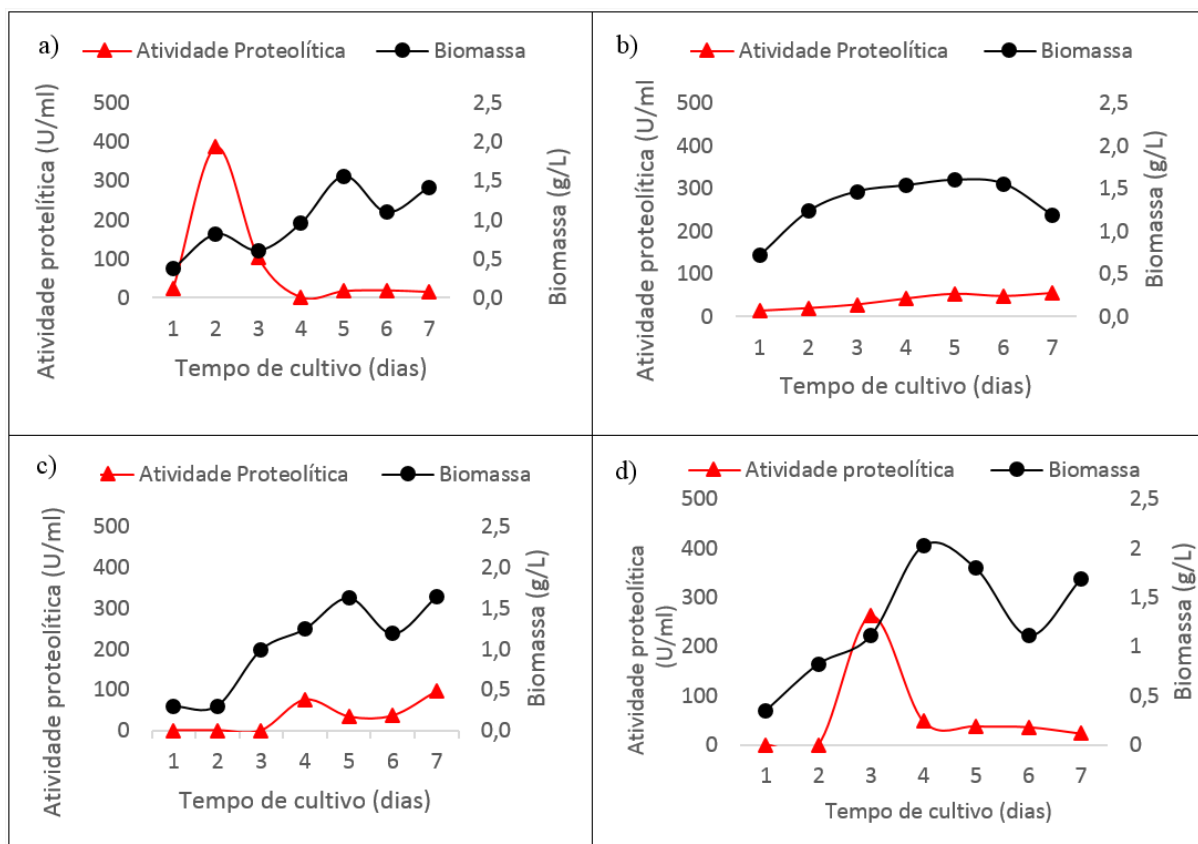 a)
Atividade Proteolítica Biomassa
Atividade protelítica (U/ml)
500
400
300
200
100
0
2,5
2,0
1,5
1,0
0,5
0,0
Biomassa (g/L)
1 2 3 4 5 6 7
Tempo de cultivo (dias)
b)
Atividade Proteolítica Biomassa
Atividade proteolítica (U/ml
500
400
300
200
100
0
2,5
2,0
1,5
1,0
0,5
0,0
Biomassa (g/L)
1 2 3 4 5 6 7
Tempo de cultivo (dias)
c)
Atividade Proteolítica Biomassa
Atividade proteolítica (U/ml)
500
400
300
200
100
0
2,5
2,0
1,5
1,0
0,5
0,0
Biomassa (g/L)
1 2 3 4 5 6 7
Tempo de cultivo (dias)
d)
Atividade proteolítica Biomassa
Atividade proteolítica
(U/ml)
500
400
300
200
100
0
2,5
2
1,5
1
0,5
0
Biomassa (g/L)
1 2 3 4 5 6 7
Tempo de cultivo (dias)